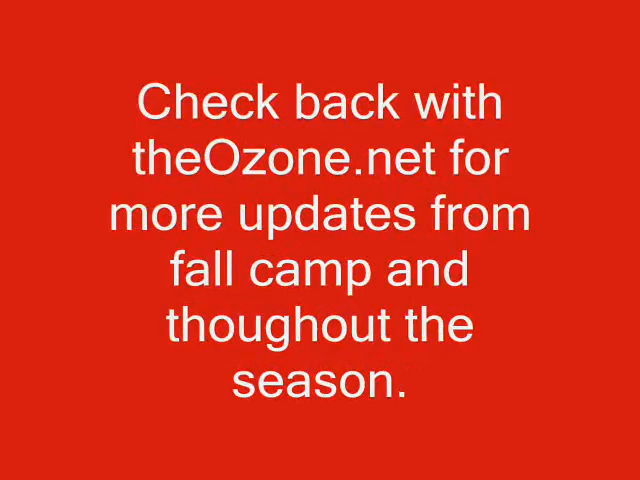 Check back with
theOzone.net for
more updates from
fall camp and
thoughout the
season.